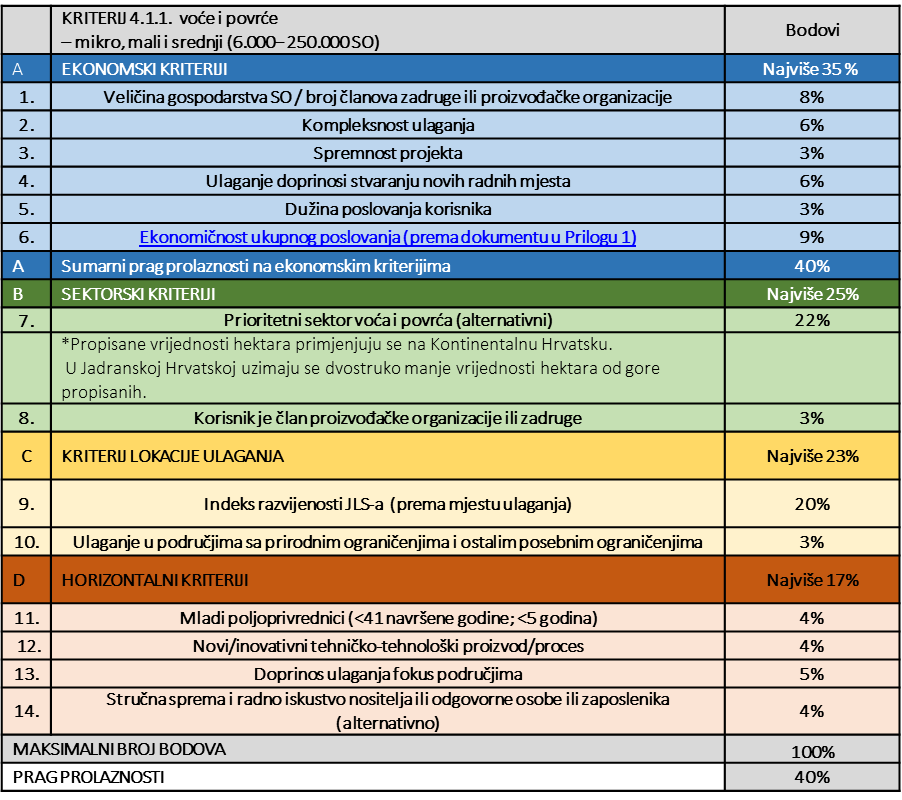 KRITERIJ 4.1.1. voće i povrće
– mikro, mali i srednji (6.000– 250.000 SO)
Bodovi
A EKONOMSKI KRITERIJI Najviše 35 %
1. Veličina gospodarstva SO / broj članova zadruge ili proizvođačke organizacije 8%
2. Kompleksnost ulaganja 6%
3. Spremnost projekta 3%
4. Ulaganje doprinosi stvaranju novih radnih mjesta 6%
5. Dužina poslovanja korisnika 3%
6. Ekonomičnost ukupnog poslovanja (prema dokumentu u Prilogu 1) 9%
A Sumarni prag prolaznosti na ekonomskim kriterijima 40%
B SEKTORSKI KRITERIJI Najviše 25%
7. Prioritetni sektor voća i povrća (alternativni) 22%
*Propisane vrijednosti hektara primjenjuju se na Kontinentalnu Hrvatsku.
U Jadranskoj Hrvatskoj uzimaju se dvostruko manje vrijednosti hektara od gore
propisanih.
8. Korisnik je član proizvođačke organizacije ili zadruge 3%
C KRITERIJ LOKACIJE ULAGANJA Najviše 23%
9. Indeks razvijenosti JLS-a (prema mjestu ulaganja) 20%
10. Ulaganje u područjima sa prirodnim ograničenjima i ostalim posebnim ograničenjima 3%
D HORIZONTALNI KRITERIJI Najviše 17%
11. Mladi poljoprivrednici (<41 navršene godine; <5 godina) 4%
12. Novi/inovativni tehničko-tehnološki proizvod/proces 4%
13. Doprinos ulaganja fokus područjima 5%
14. Stručna sprema i radno iskustvo nositelja ili odgovorne osobe ili zaposlenika
(alternativno) 4%
MAKSIMALNI BROJ BODOVA 100%
PRAG PROLAZNOSTI 40%